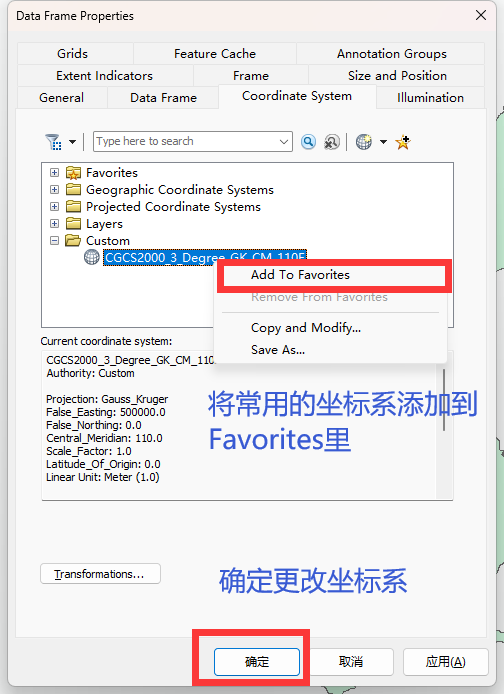 Data Frame Properties
Grids
Feature Cache
Annotation Groups
Extent Indicators
Frame
Size and Position
General
Data Frame
Coordinate System
Illumination
Type here to search
Favorites
Geographic Coordinate Systems
Projected Coordinate Systems
Layers
Custom
CGCS2000_3_Degree_GK_CM_110E
Add To Favorites
Remove From Favorites
Copy and Modify...
Save As...
Current coordinate system:
CGCS2000_3_Degree_GK_CM_110
Authority: Custom
Projection: Gauss_Kruger
False_Easting: 500000.0
False_Northing: 0.0
Central_Meridian: 110.0
Scale_Factor: 1.0
Latitude_Of_Origin: 0.0
Linear Unit: Meter (1.0)
将常用的坐标系添加到
Favorites里
Transformations...
确定更改坐标系
确定
取消
应用(A)